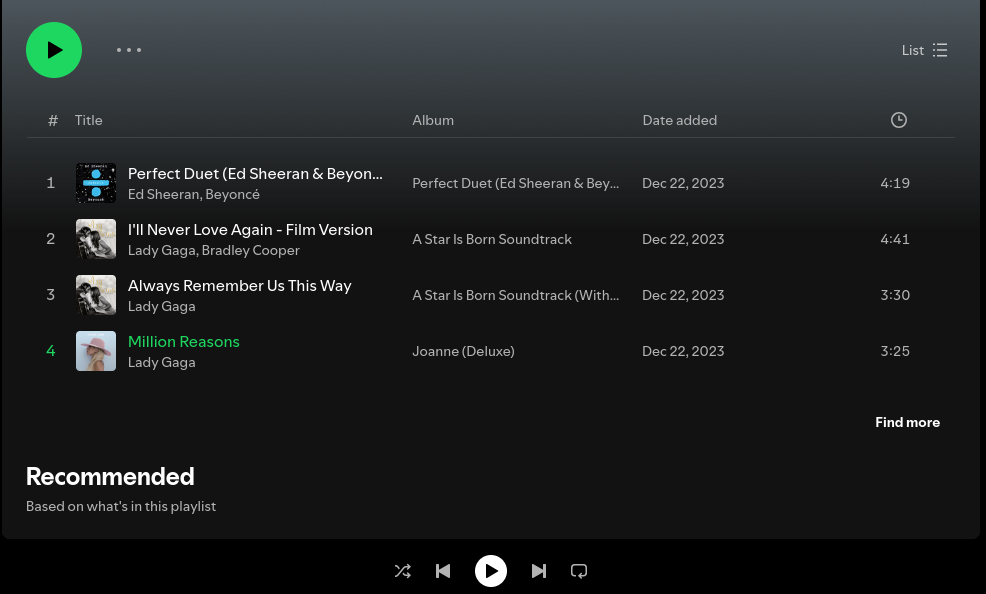 List
# Title Album Date added
1 Perfect Duet (Ed Sheeran & Beyon... Perfect Duet (Ed Sheeran & Bey... Dec 22, 2023 4:19
Ed Sheeran, Beyoncé
2 I'll Never Love Again - Film Version A Star Is Born Soundtrack Dec 22, 2023 4:41
Lady Gaga, Bradley Cooper
3 Always Remember Us This Way A Star Is Born Soundtrack (With... Dec 22, 2023 3:30
Lady Gaga
4 Million Reasons Joanne (Deluxe) Dec 22, 2023 3:25
Lady Gaga
Find more
Recommended
Based on what's in this playlist